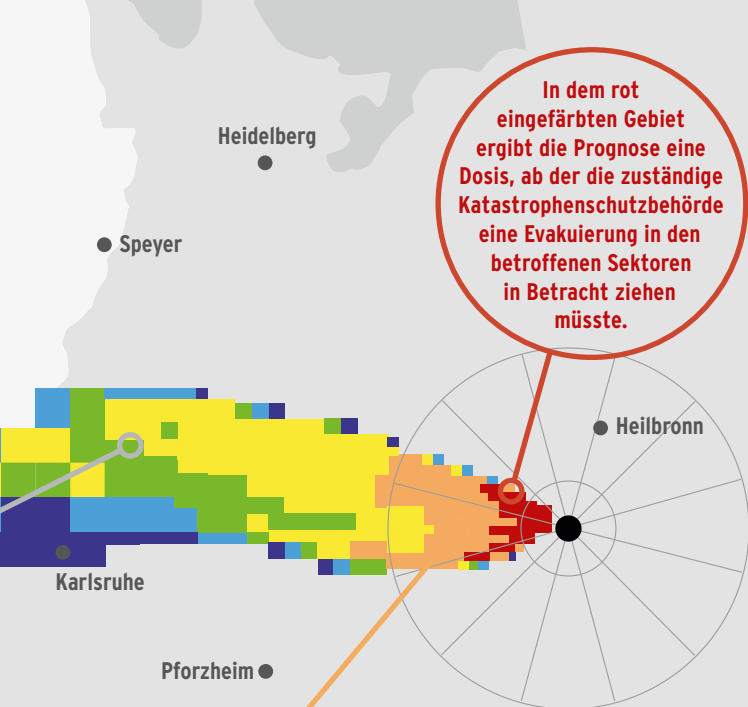 In dem rot
eingefärbten Gebiet
ergibt die Prognose eine
Dosis, ab der die zuständige
Katastrophenschutzbehörde
eine Evakuierung in den
betroffenen Sektoren
in Betracht ziehen
müsste.
Heidelberg
Speyer
Heilbronn
Karlsruhe
Pforzheim